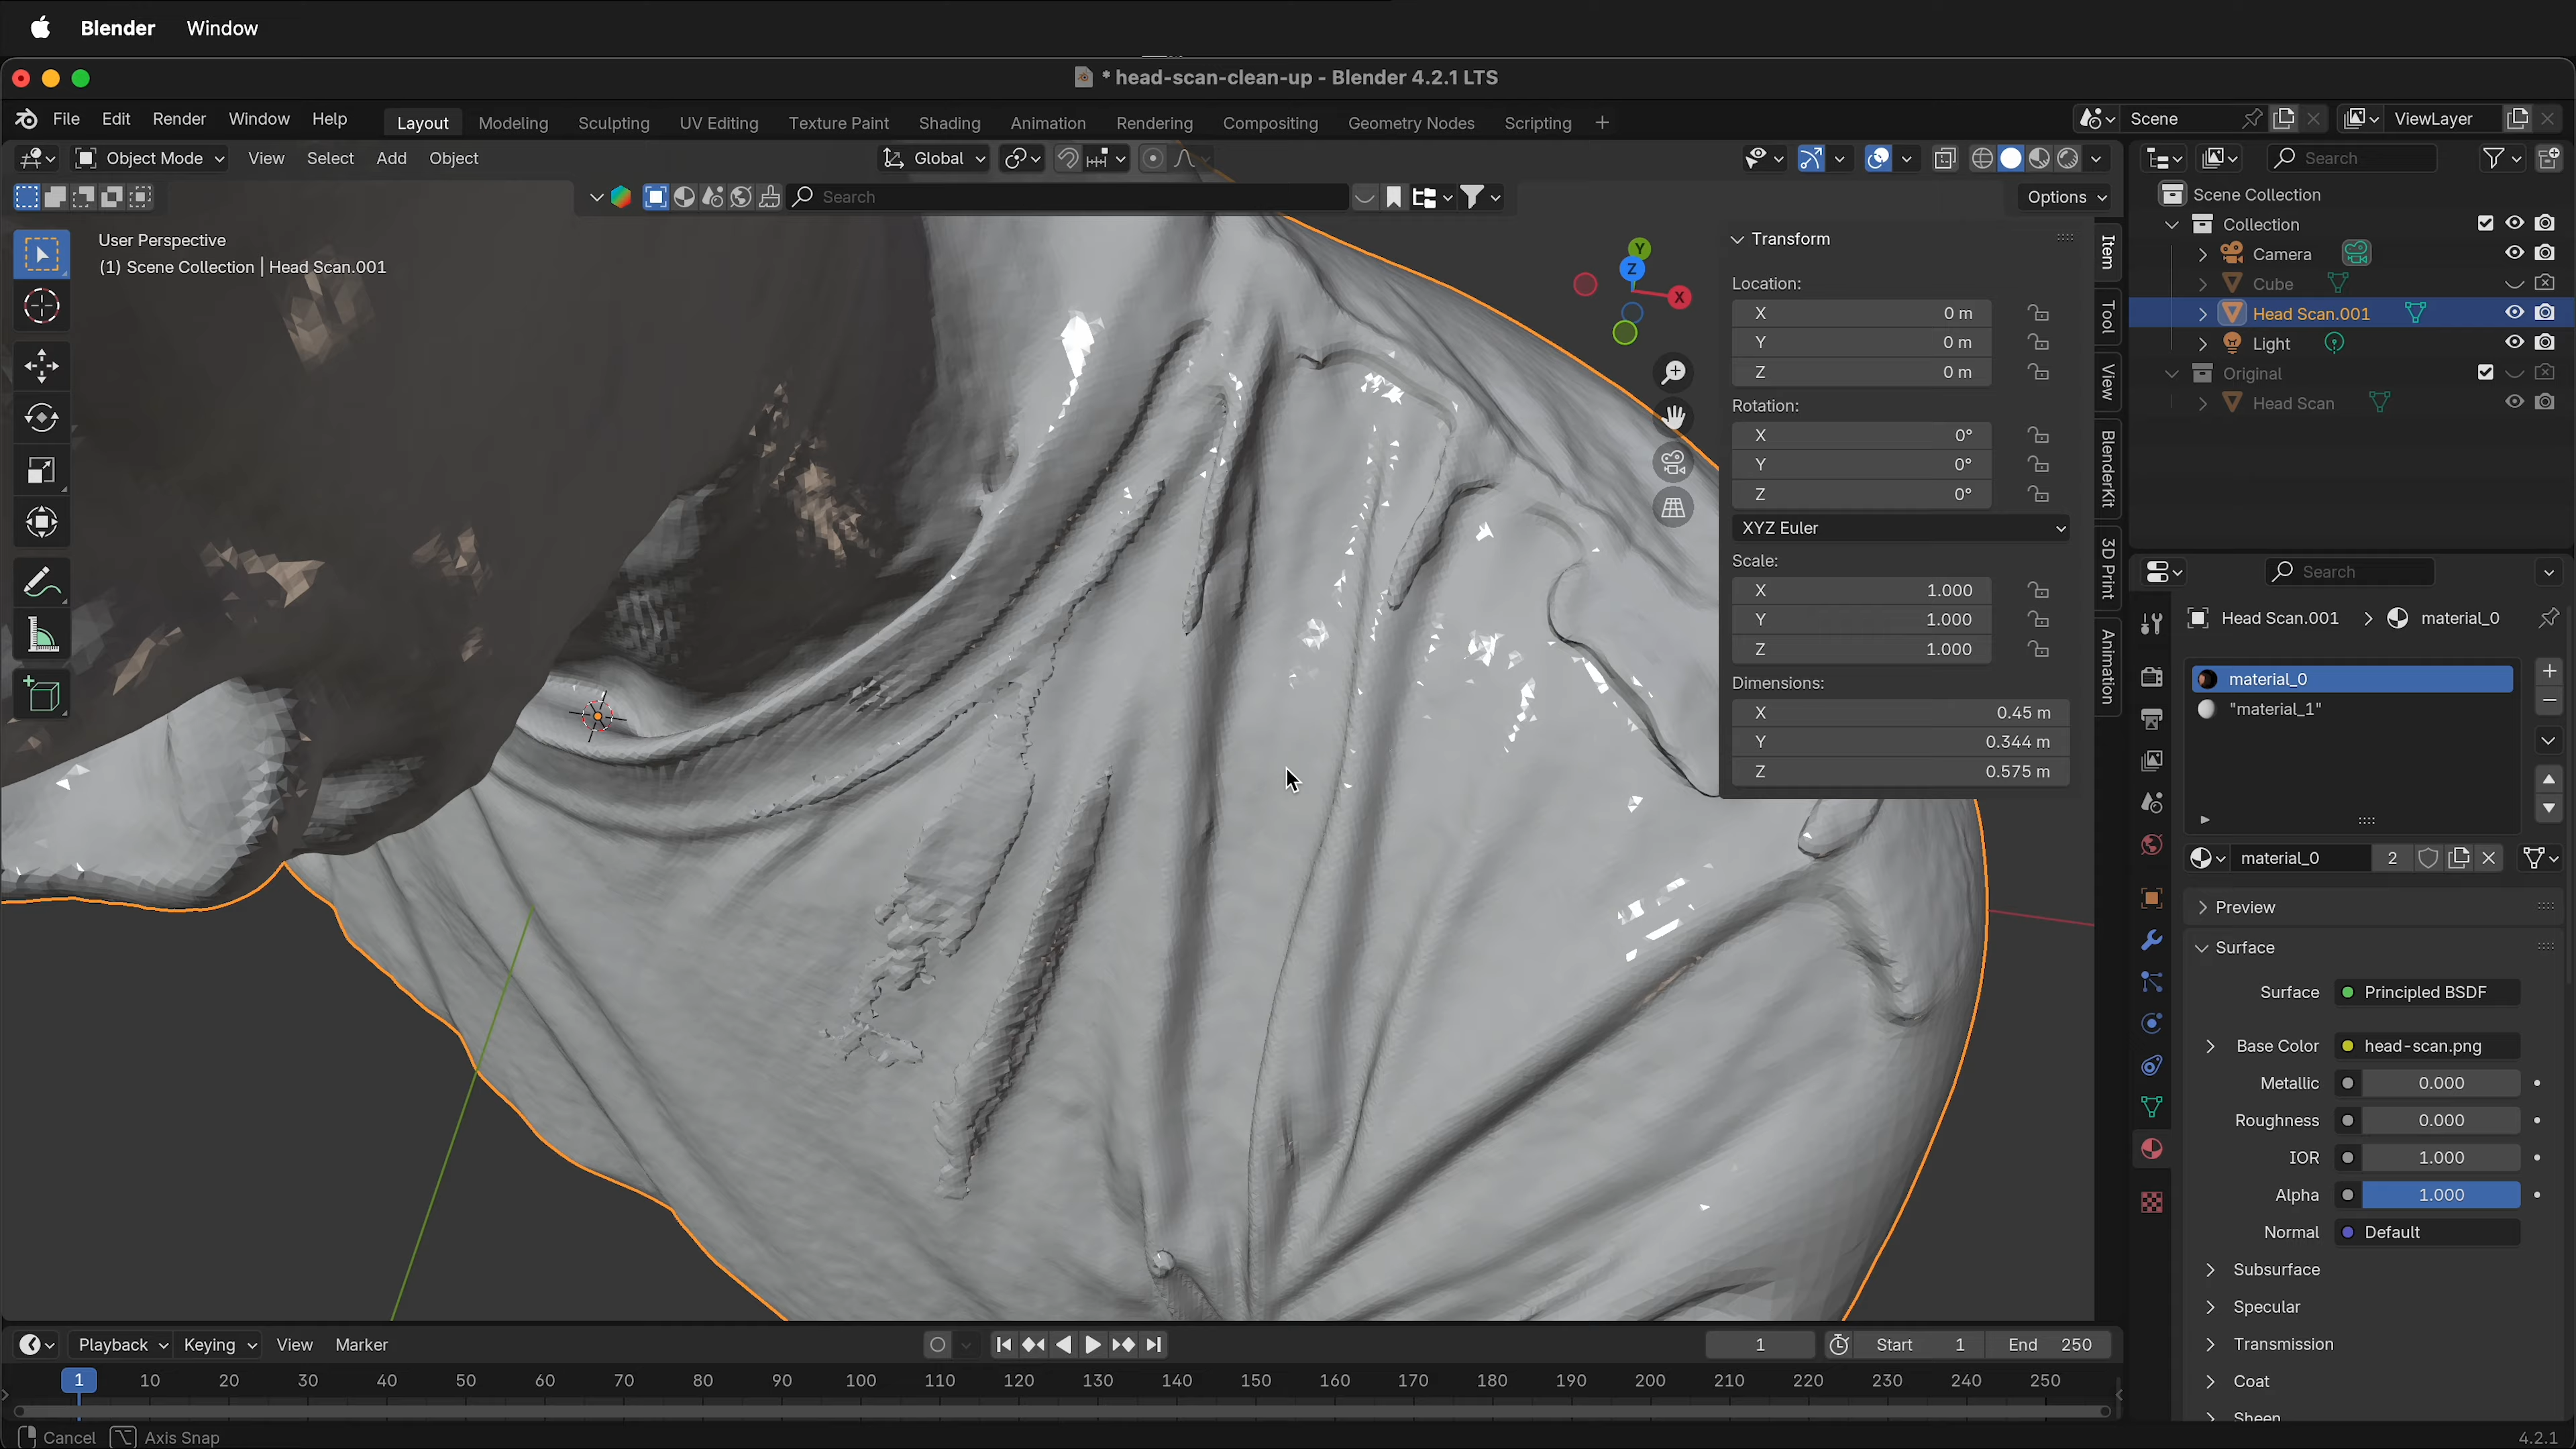 Blender Window
* head-scan-clean-up - Blender 4.2.1 LTS
File Edit Render Window Help Layout Modeling Sculpting UV Editing Texture Paint Shading Animation Rendering Compositing Geometry Nodes Scripting + Scene ViewLayer
Object Mode View Select Add Object Global Search
Search Options
User Perspective
(1) Scene Collection | Head Scan.001
Y
Z
X
Transform
Location:
X 0 m
Y 0 m
Z 0 m
Rotation:
X 0°
Y 0°
Z 0°
XYZ Euler
Scale:
X 1.000
Y 1.000
Z 1.000
Dimensions:
X 0.45 m
Y 0.344 m
Z 0.575 m
Item
Tool
View
BlenderKit
3D Print
Animation
Scene Collection
Collection
Camera
Cube
Head Scan.001
Light
Original
Head Scan
Search
Head Scan.001 > material_0
material_0
"material_1"
material_0 2
Preview
Surface
Surface Principled BSDF
Base Color head-scan.png
Metallic 0.000
Roughness 0.000
IOR 1.000
Alpha 1.000
Normal Default
Subsurface
Specular
Transmission
Coat
Sheen
Playback Keying View Marker 1 Start 1 End 250
1 10 20 30 40 50 60 70 80 90 100 110 120 130 140 150 160 170 180 190 200 210 220 230 240 250
Cancel Axis Snap 4.2.1